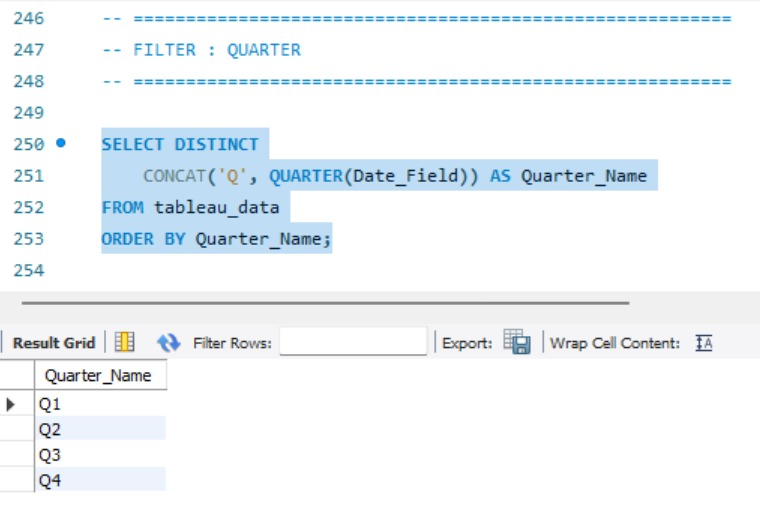 246 -- =========================================================
247 -- FILTER : QUARTER
248 -- =========================================================
249
250 SELECT DISTINCT
251 CONCAT('Q', QUARTER(Date_Field)) AS Quarter_Name
252 FROM tableau_data
253 ORDER BY Quarter_Name;
254
Result Grid Filter Rows: Export: Wrap Cell Content: IA
Quarter_Name
Q1
Q2
Q3
Q4